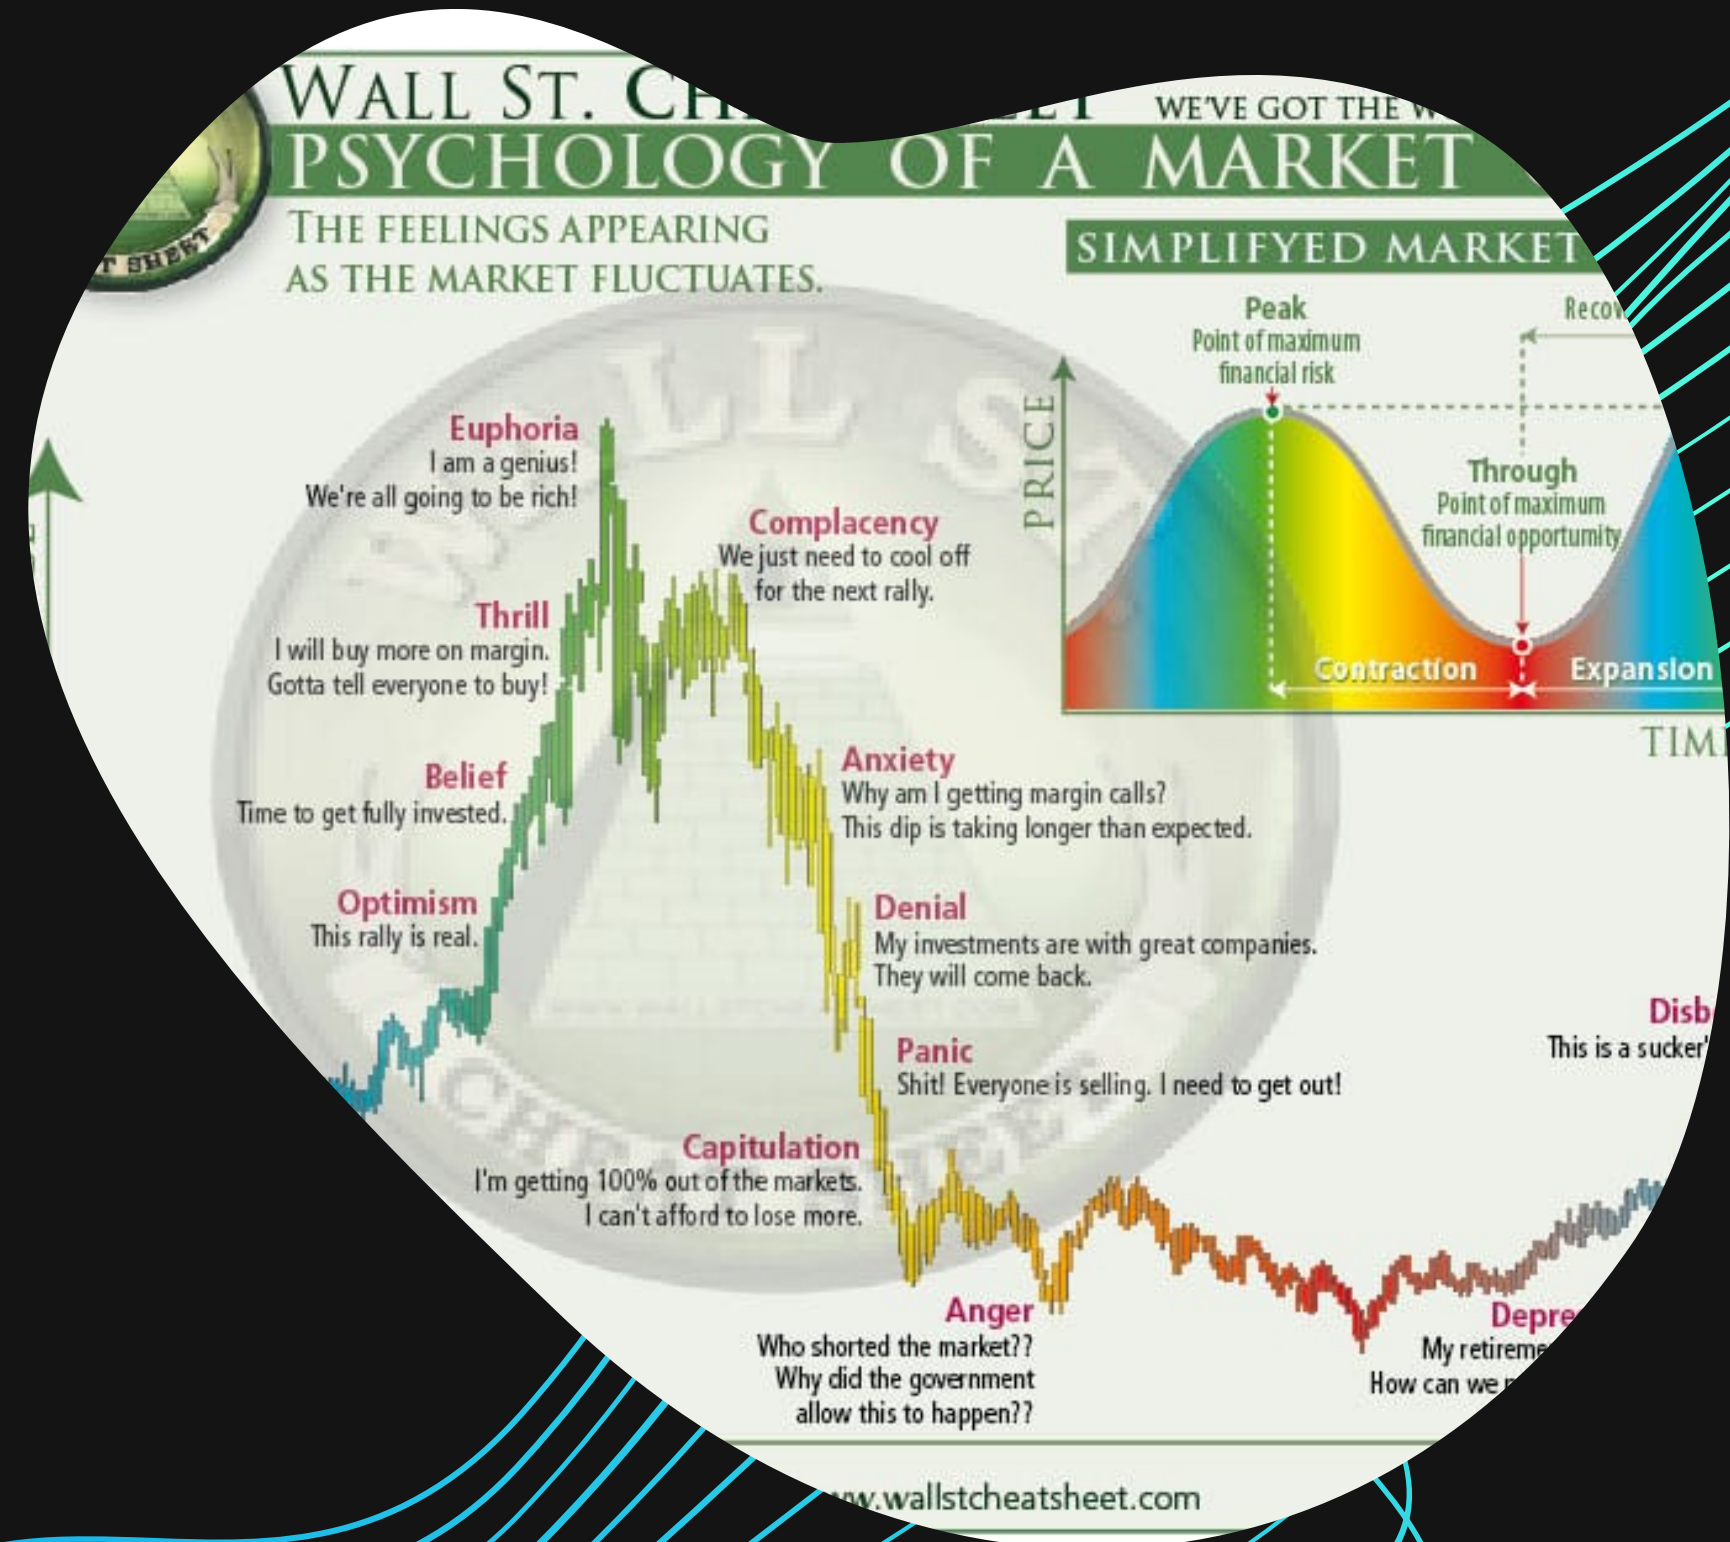 WALL ST.
WE'VE GOT THE
PSYCHOLOGY OF A MARKET
THE FEELINGS APPEARING
AS THE MARKET FLUCTUATES.
SHEET
SIMPLIFYED MARKET
Peak
Point of maximum
financial risk
PRICE
Through
Point of maximum
financial opportunity
Contraction
Expansion
WALL ST
CHEAT SHEET
Euphoria
I am a genius!
We're all going to be rich!
Complacency
We just need to cool off
for the next rally.
Thrill
I will buy more on margin.
Gotta tell everyone to buy!
Belief
Time to get fully invested.
Anxiety
Why am I getting margin calls?
This dip is taking longer than expected.
Optimism
This rally is real.
Denial
My investments are with great companies.
They will come back.
Panic
Shit! Everyone is selling. I need to get out!
This is a sucker'
Capitulation
I'm getting 100% out of the markets.
I can't afford to lose more.
Anger
Who shorted the market??
Why did the government
allow this to happen??
My
How can we
www.wallstcheatsheet.com